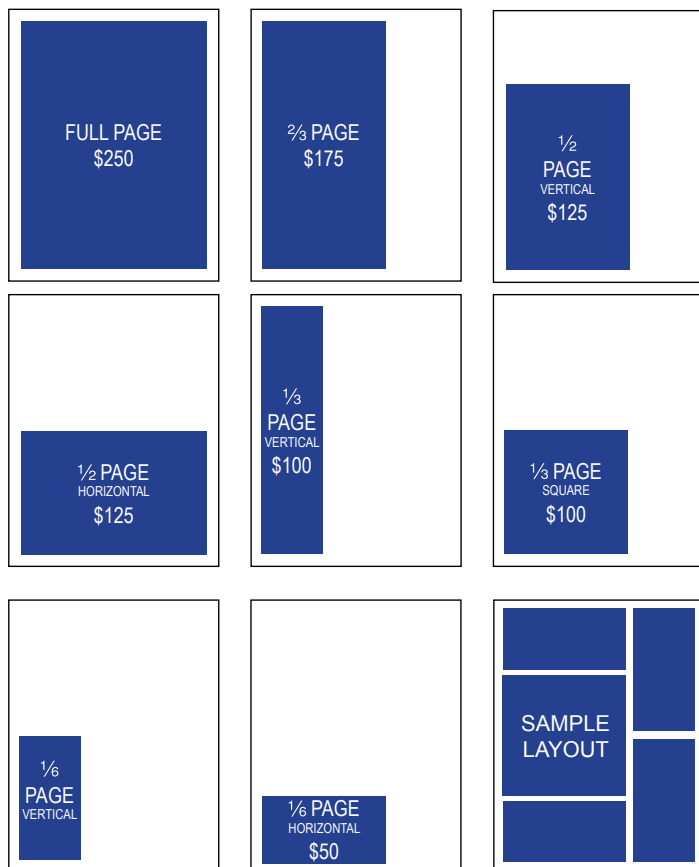 FULL PAGE
$250
⅔ PAGE
$175
½
PAGE
VERTICAL
$125
½ PAGE
HORIZONTAL
$125
⅓
PAGE
VERTICAL
$100
⅓ PAGE
SQUARE
$100
⅙
PAGE
VERTICAL
⅙ PAGE
HORIZONTAL
$50
SAMPLE
LAYOUT